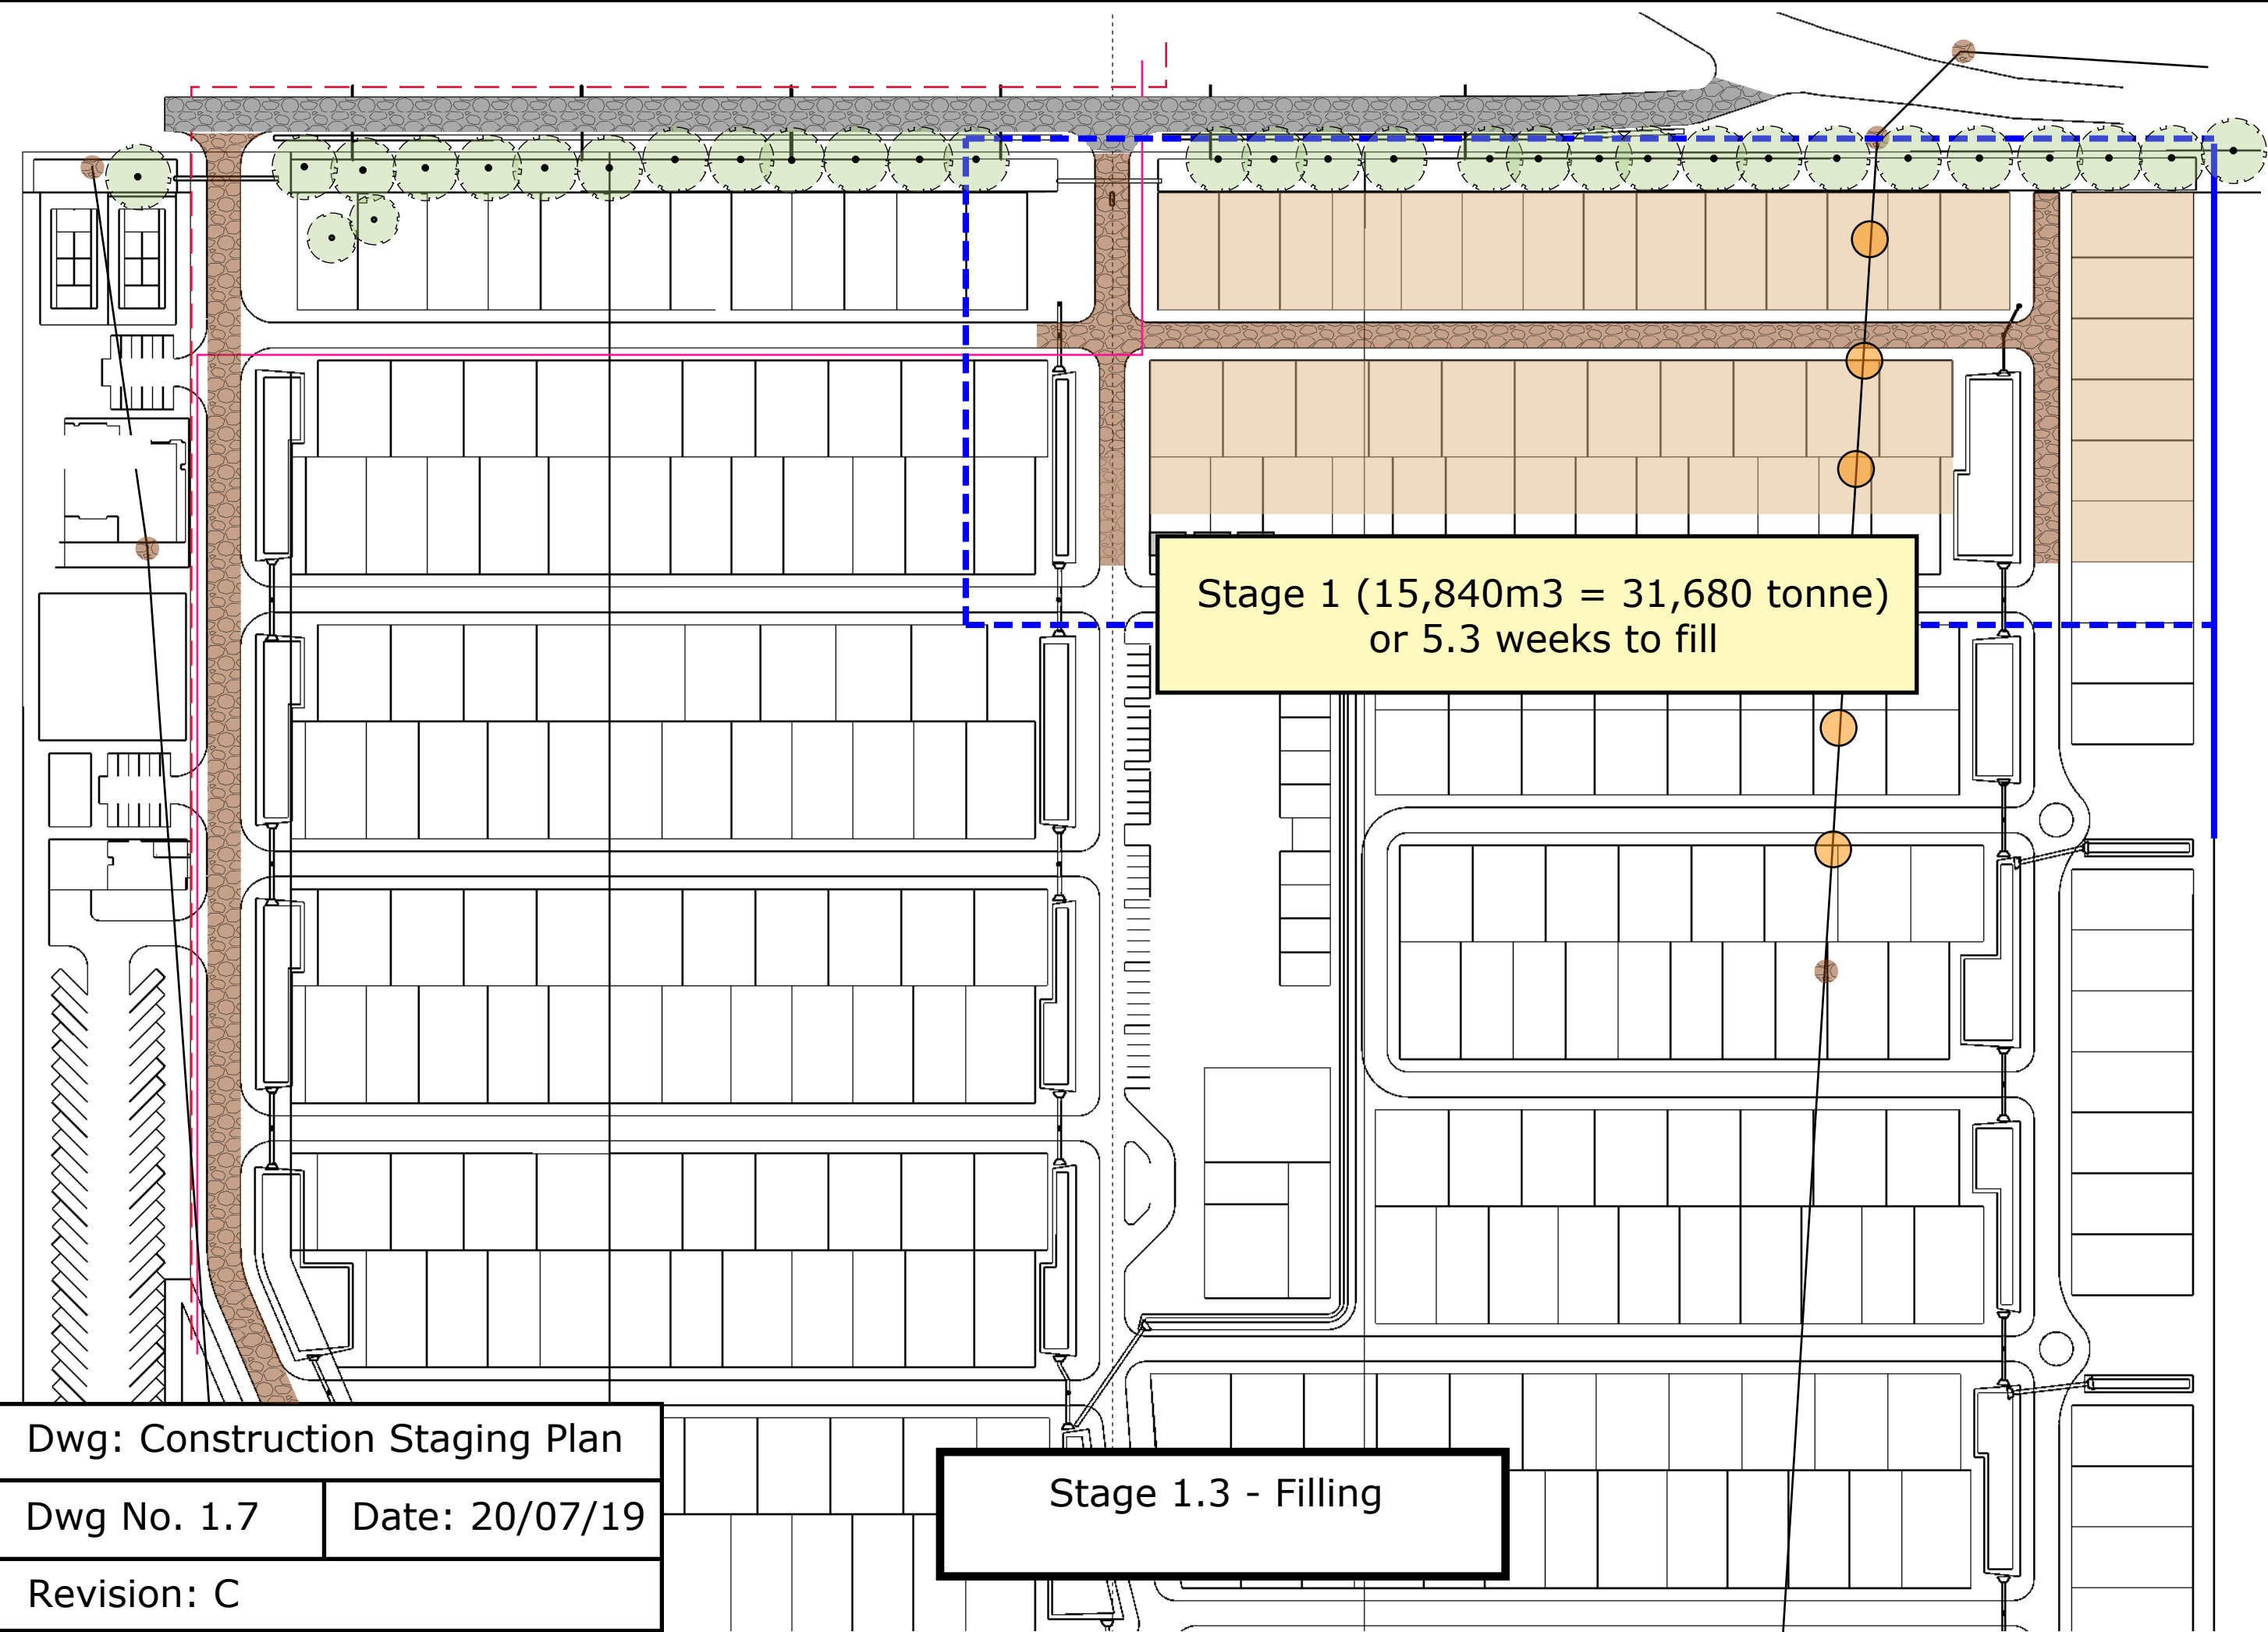 Stage 1 (15,840m3 = 31,680 tonne)
or 5.3 weeks to fill
Dwg: Construction Staging Plan
Dwg No. 1.7
Date: 20/07/19
Revision: C
Stage 1.3 - Filling